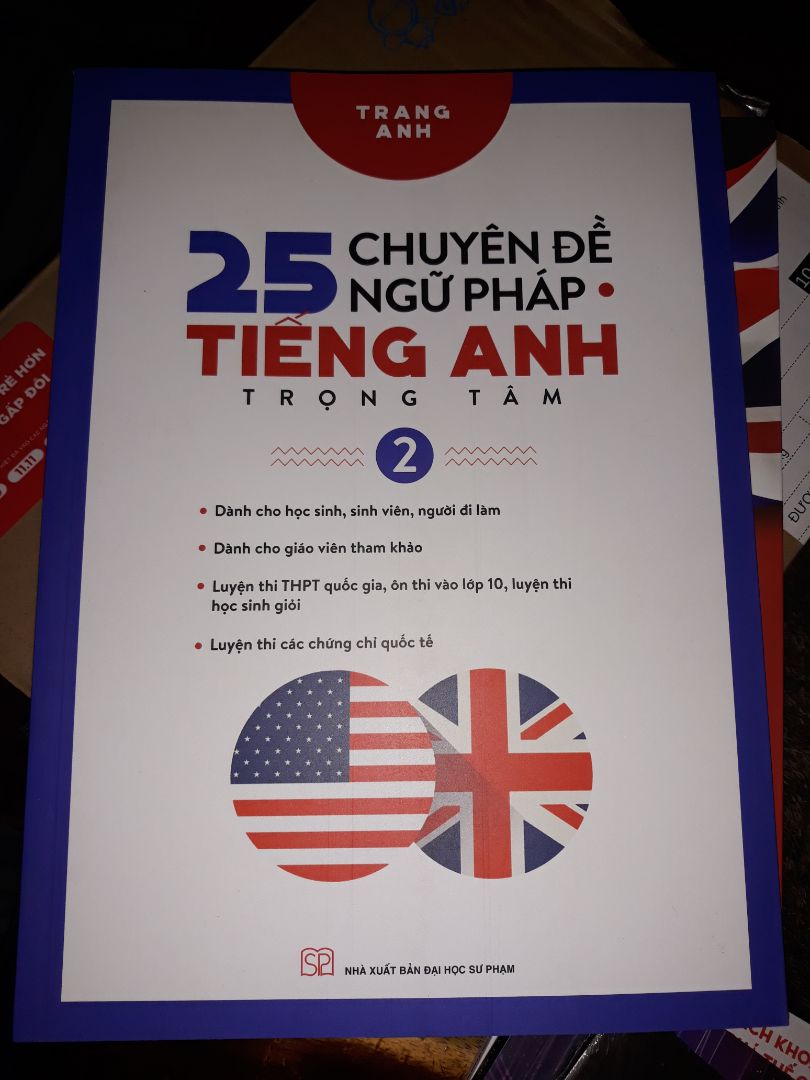 TRANG
ANH
25 CHUYÊN ĐỀ
NGỮ PHÁP
TIẾNG ANH
TRỌNG TÂM
2
Dành cho học sinh, sinh viên, người đi làm
Dành cho giáo viên tham khảo
Luyện thi THPT quốc gia, ôn thi vào lớp 10, luyện thi
học sinh giỏi
Luyện thi các chứng chỉ quốc tế
SP NHÀ XUẤT BẢN ĐẠI HỌC SƯ PHẠM
RẺ HƠN
GẤP ĐÔI
11.11